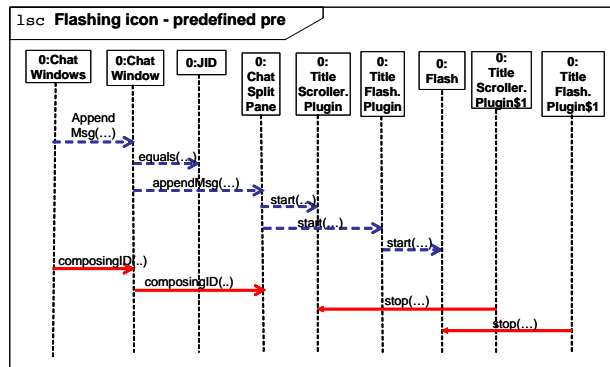 lsc Flashing icon - predefined pre
0:Chat
Windows
0:Chat
Window
0:JID
0:
Chat
Split
Pane
0:
Title
Scroller.
Plugin
0:
Title
Flash.
Plugin
0:
Flash
0:
Title
Scroller.
Plugin$1
0:
Title
Flash.
Plugin$1
Append
Msg(...)
equals(...)
appendMsg(...)
start(...)
start(...)
start(...)
composingID(..)
composingID(..)
stop(...)
stop(...)